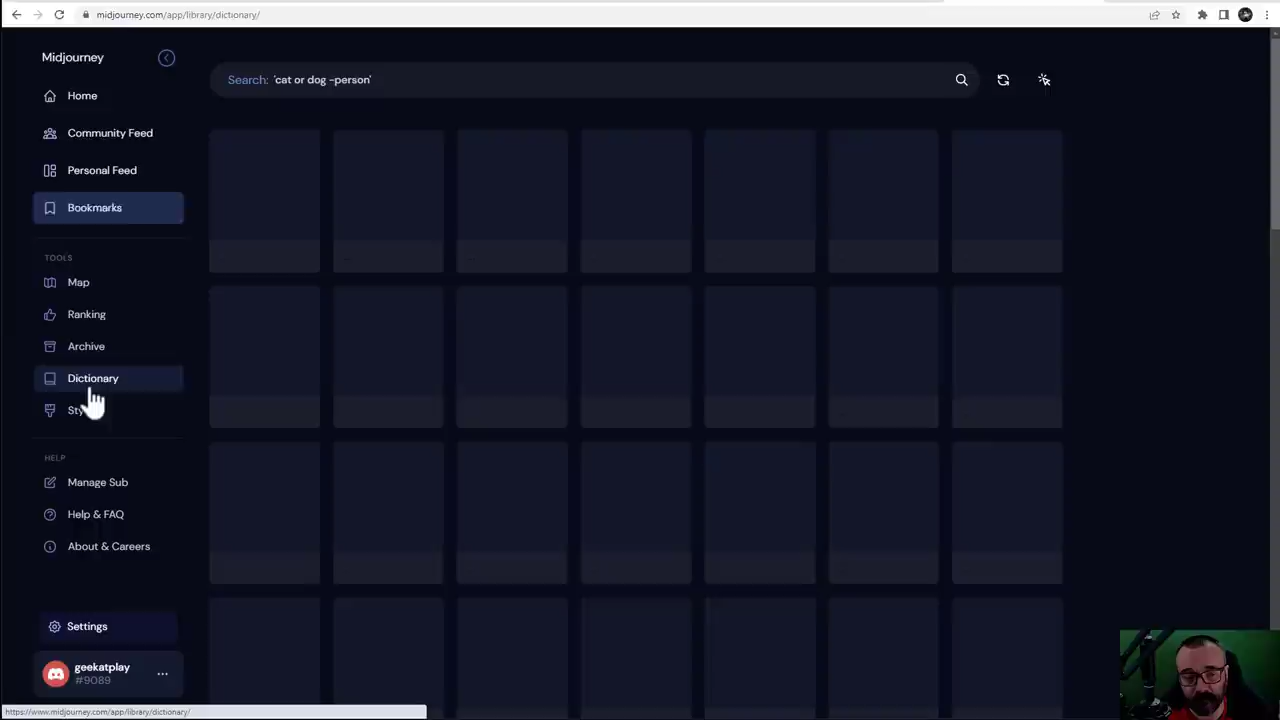 midjourney.com/app/library/dictionary/
Midjourney
Search: 'cat or dog -person'
Home
Community Feed
Personal Feed
Bookmarks
TOOLS
Map
Ranking
Archive
Dictionary
HELP
Manage Sub
Help & FAQ
About & Careers
Settings
geekatplay
#9089
https://www.midjourney.com/app/library/dictionary/